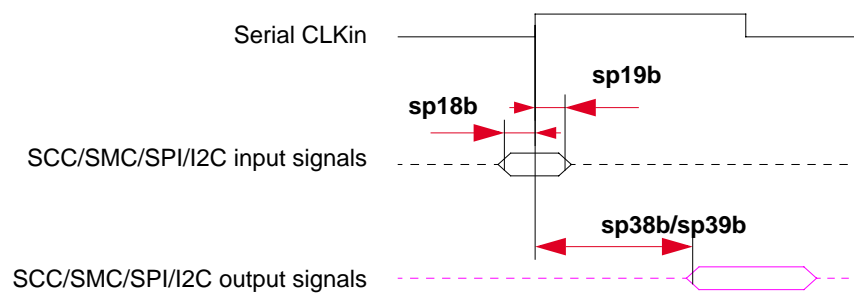 Serial CLKin
sp19b
sp18b
SCC/SMC/SPI/I2C input signals
sp38b/sp39b
SCC/SMC/SPI/I2C output signals